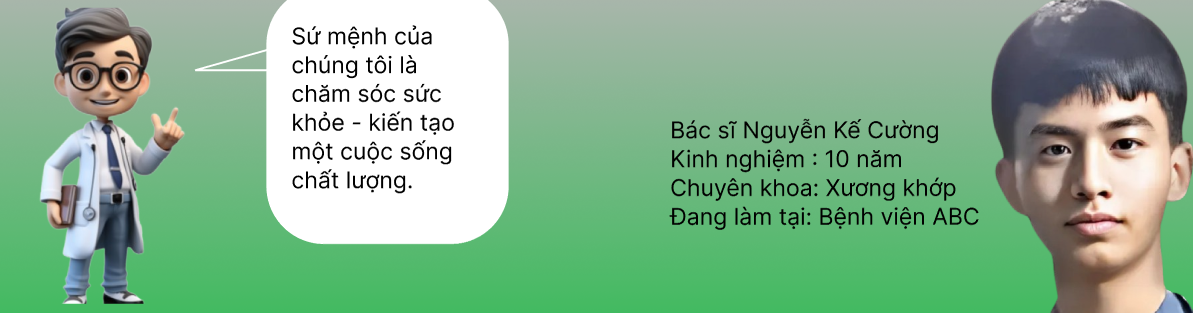 Sứ mệnh của
chúng tôi là
chăm sóc sức
khỏe - kiến tạo
một cuộc sống
chất lượng.
Bác sĩ Nguyễn Kế Cường
Kinh nghiệm : 10 năm
Chuyên khoa: Xương khớp
Đang làm tại: Bệnh viện ABC